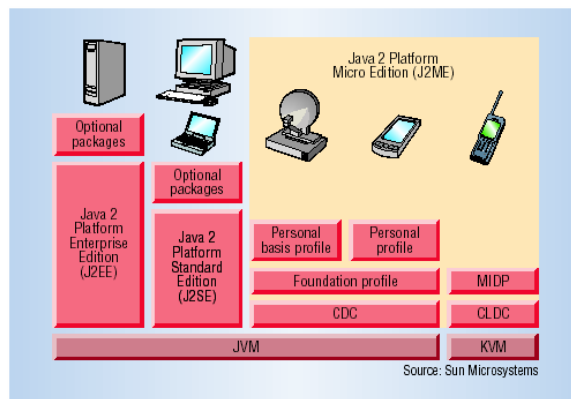 Java 2 Platform
Micro Edition (J2ME)
Optional
packages
Optional
packages
Java 2
Platform
Enterprise
Edition
(J2EE)
Java 2
Platform
Standard
Edition
(J2SE)
Personal
basis profile
Personal
profile
Foundation profile
MIDP
CDC
CLDC
JVM
KVM
Source: Sun Microsystems